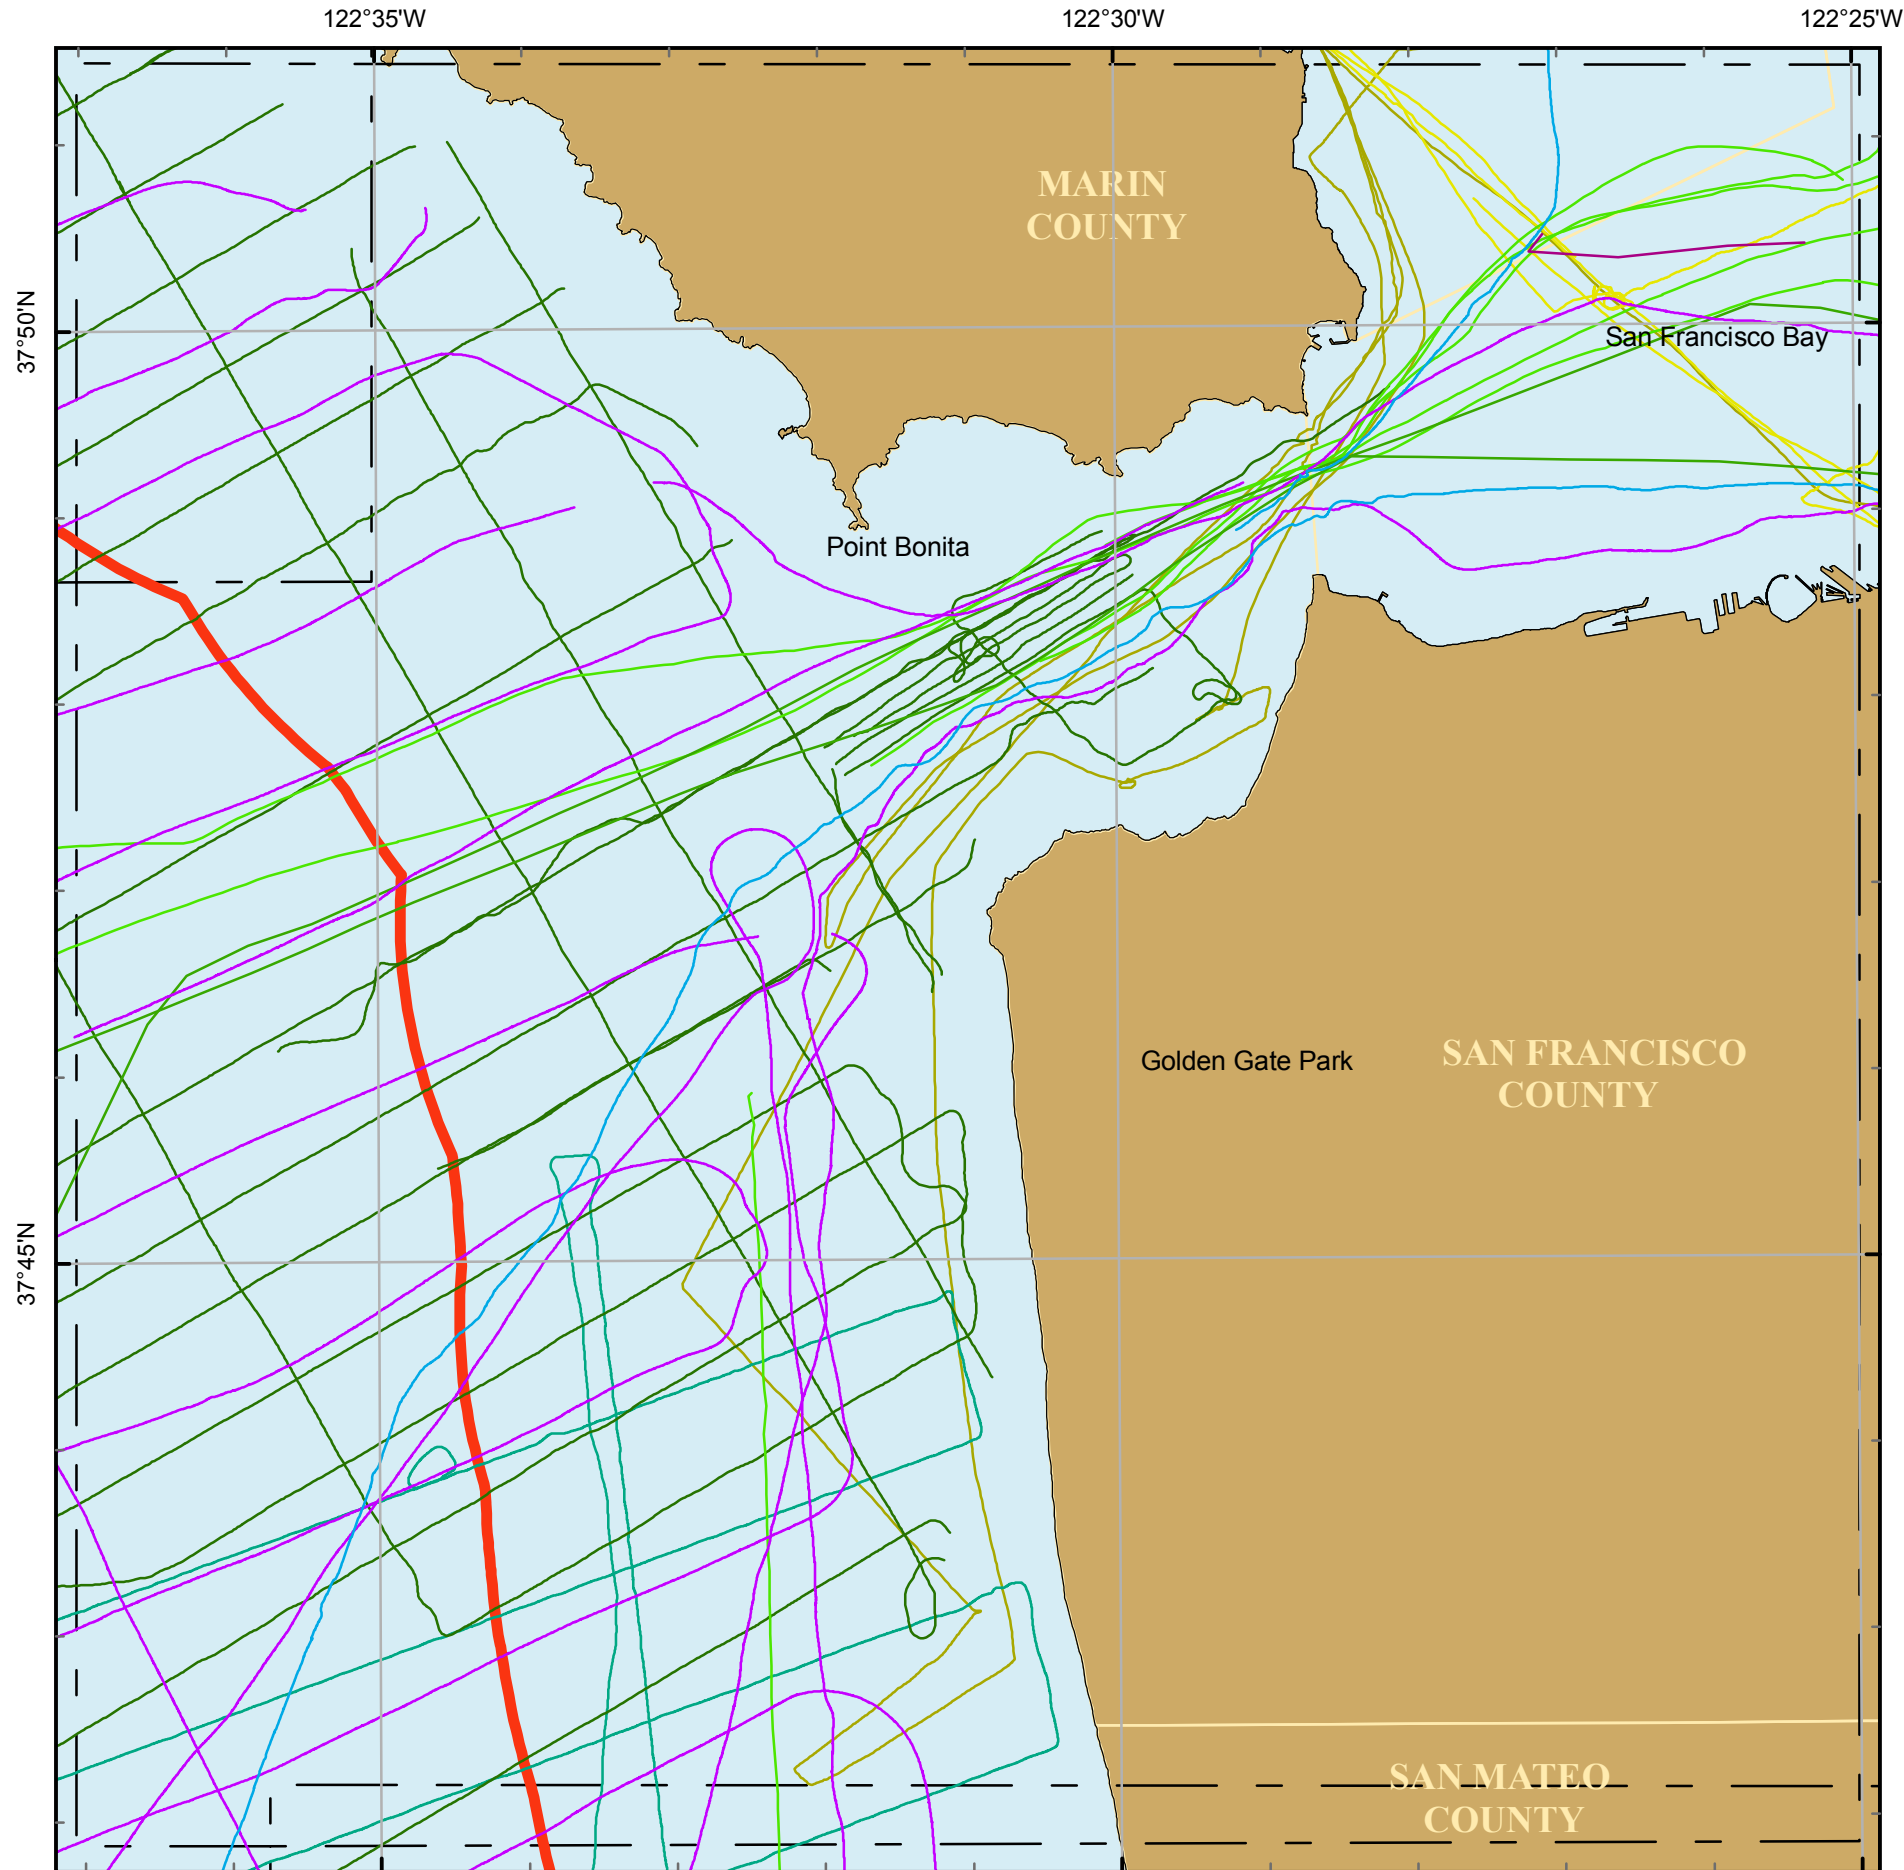 122°35'W
122°30'W
122°25'W
MARIN
COUNTY
37°50'N
San Francisco Bay
Point Bonita
Golden Gate Park
SAN FRANCISCO
COUNTY
37°45'N
SAN MATEO
COUNTY